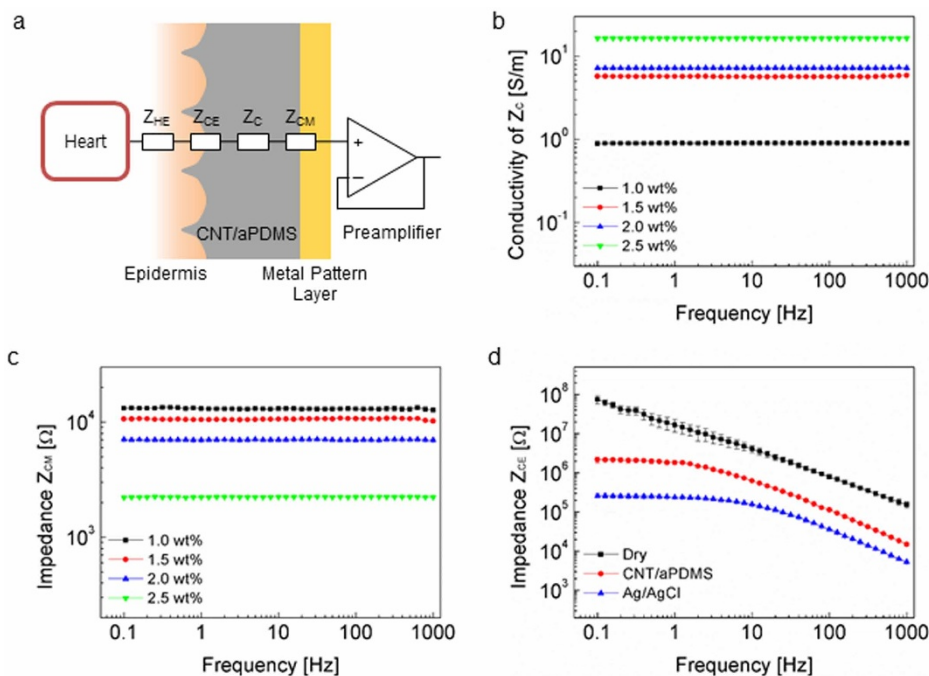 a
Heart
Z_HE Z_CE Z_C Z_CM
+
−
CNT/aPDMS
Preamplifier
Epidermis
Metal Pattern
Layer
b
Conductivity of Z_C [S/m]
10^1
10^0
10^-1
1.0 wt%
1.5 wt%
2.0 wt%
2.5 wt%
0.1 1 10 100 1000
Frequency [Hz]
c
Impedance Z_CM [Ω]
10^4
10^3
1.0 wt%
1.5 wt%
2.0 wt%
2.5 wt%
0.1 1 10 100 1000
Frequency [Hz]
d
Impedance Z_CE [Ω]
10^8
10^7
10^6
10^5
10^4
10^3
Dry
CNT/aPDMS
Ag/AgCl
0.1 1 10 100 1000
Frequency [Hz]